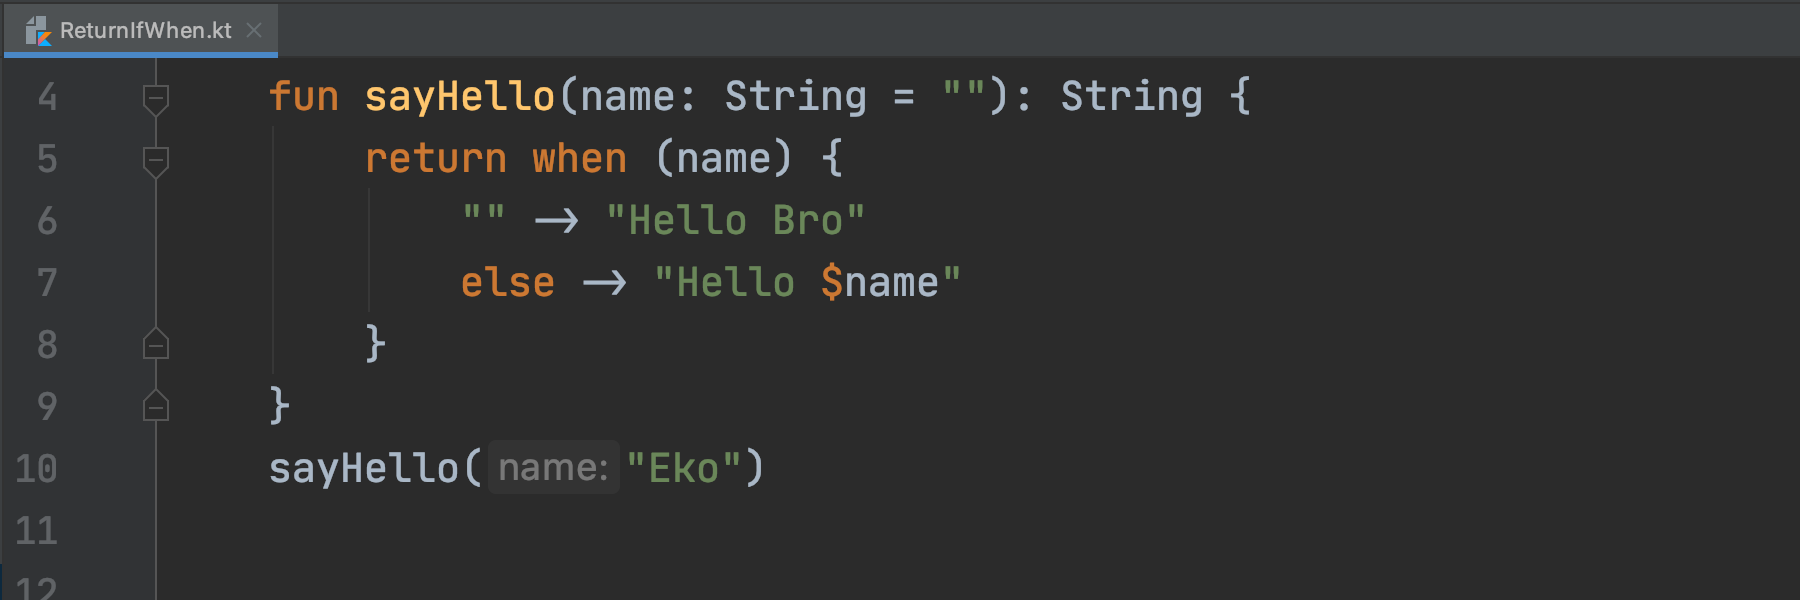 ReturnIfWhen.kt
4 fun sayHello(name: String = ""): String {
5 return when (name) {
6 "" -> "Hello Bro"
7 else -> "Hello $name"
8 }
9 }
10 sayHello( name: "Eko")
11
12